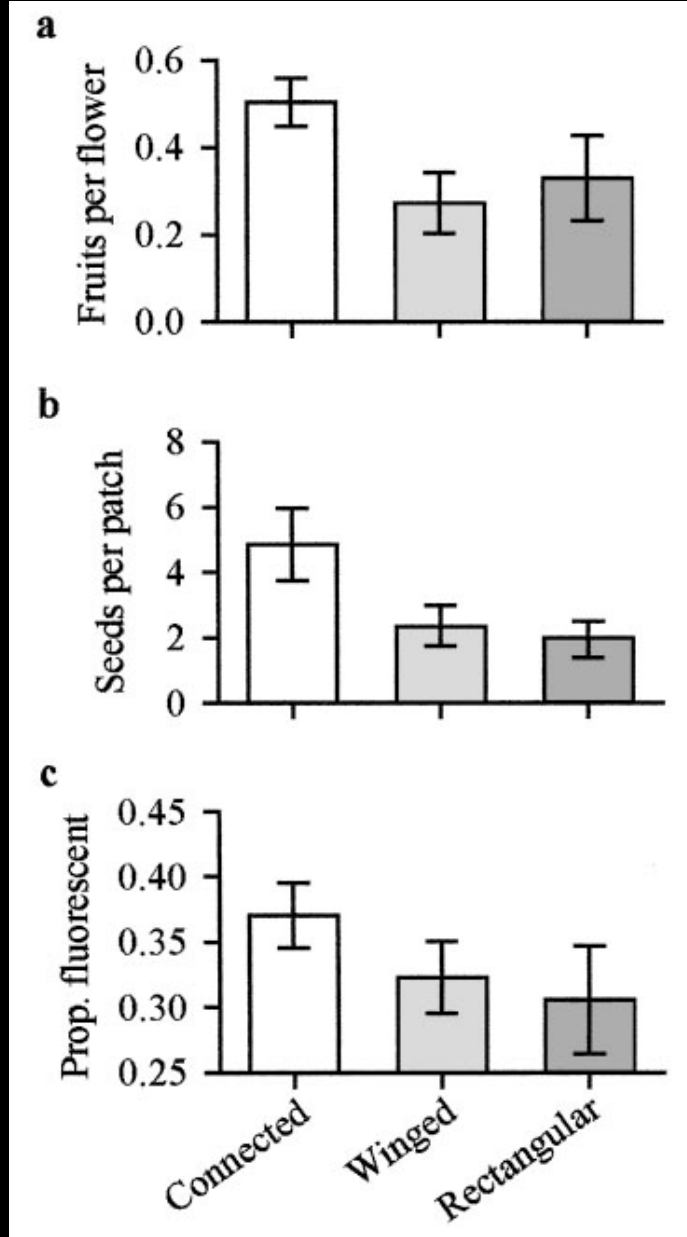 a
Fruits per flower
0.6
0.4
0.2
0.0
b
Seeds per patch
8
6
4
2
0
c
Prop. fluorescent
0.45
0.40
0.35
0.30
0.25
Connected
Winged
Rectangular